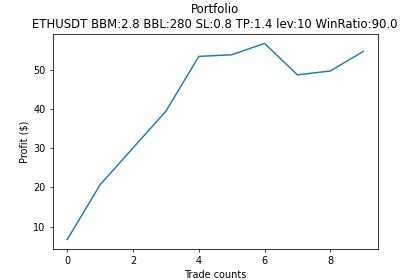 Portfolio
ETHUSDT BBM:2.8 BBL:280 SL:0.8 TP:1.4 lev:10 WinRatio:90.0
50
40
30
20
10
Profit ($)
0 2 4 6 8
Trade counts